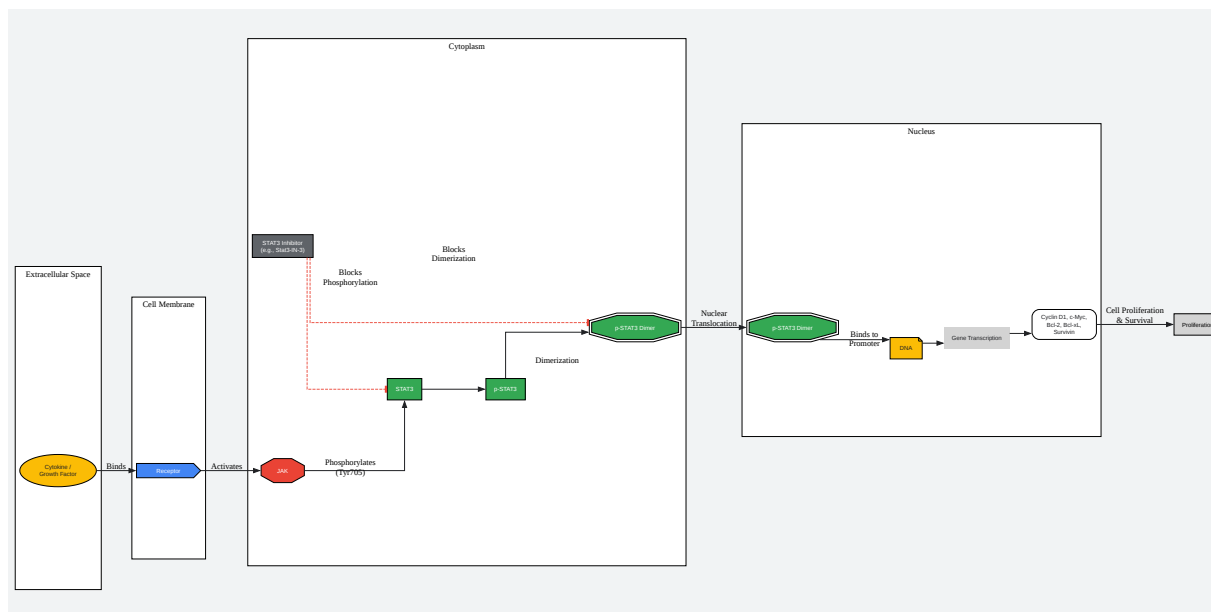 Cytoplasm
Nucleus
STAT3 Inhibitor
(e.g., Stat3-IN-3)
Blocks
Dimerization
Blocks
Phosphorylation
Extracellular Space
Cell Membrane
p-STAT3 Dimer
Nuclear
Translocation
p-STAT3 Dimer
Binds to
Promoter
DNA
Gene Transcription
Cyclin D1, c-Myc,
Bcl-2, Bcl-xL,
Survivin
Cell Proliferation
& Survival
Proliferation
Dimerization
STAT3
p-STAT3
Cytokine /
Growth Factor
Binds
Receptor
Activates
JAK
Phosphorylates
(Tyr705)